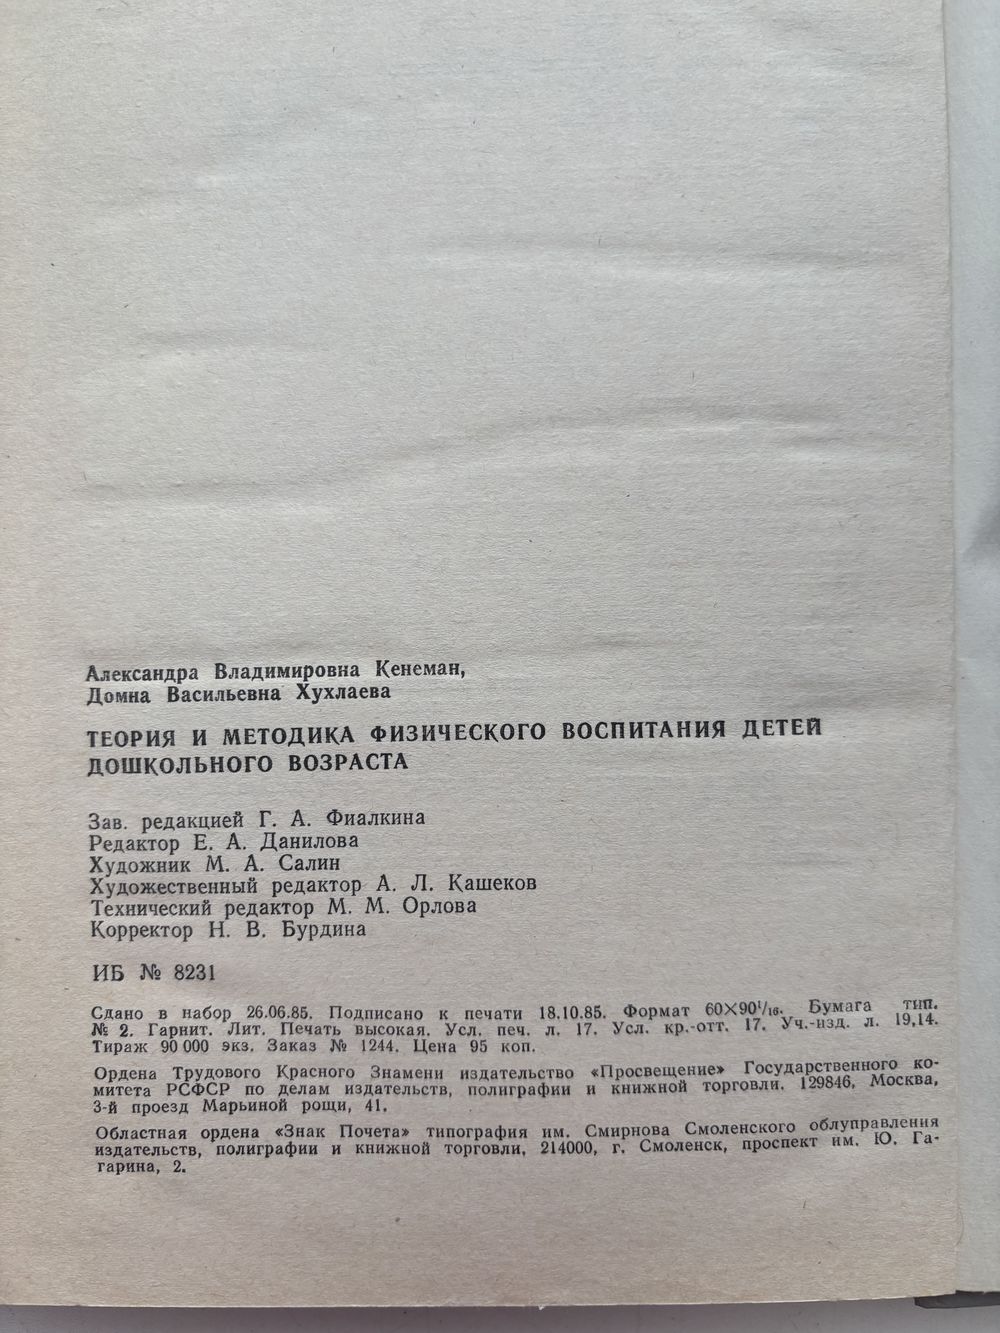 Александра Владимировна Кенеман,
Домна Васильевна Хухлаева
ТЕОРИЯ И МЕТОДИКА ФИЗИЧЕСКОГО ВОСПИТАНИЯ ДЕТЕЙ
ДОШКОЛЬНОГО ВОЗРАСТА
Зав. редакцией Г. А. Фиалкина
Редактор Е. А. Данилова
Художник М. А. Салин
Художественный редактор А. Л. Кашеков
Технический редактор М. М. Орлова
Корректор Н. В. Бурдина
ИБ № 8231
Сдано в набор 26.06.85. Подписано к печати 18.10.85. Формат 60×90¹/₁₆. Бумага тип.
№ 2. Гарнит. Лит. Печать высокая. Усл. печ. л. 17. Усл. кр.-отт. 17. Уч.-изд. л. 19,14.
Тираж 90 000 экз. Заказ № 1244. Цена 95 коп.
Ордена Трудового Красного Знамени издательство «Просвещение» Государственного ко-
митета РСФСР по делам издательств, полиграфии и книжной торговли. 129846, Москва,
3-й проезд Марьиной рощи, 41.
Областная ордена «Знак Почета» типография им. Смирнова Смоленского облуправления
издательств, полиграфии и книжной торговли, 214000, г. Смоленск, проспект им. Ю. Га-
гарина, 2.